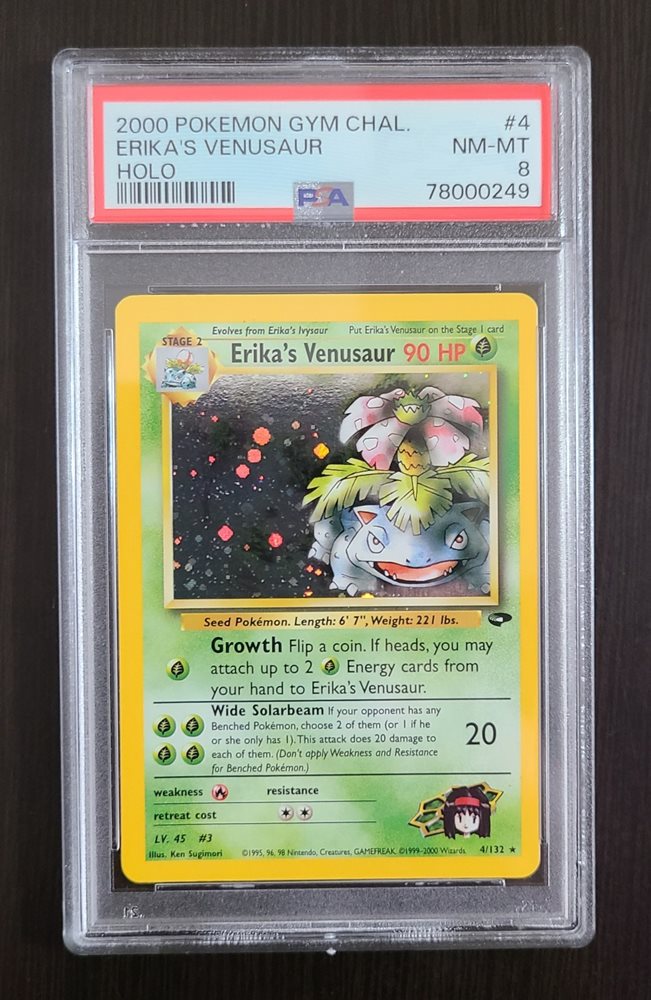 2000 POKEMON GYM CHAL. #4
ERIKA'S VENUSAUR NM-MT
HOLO 8
PSA 78000249
Evolves from Erika's Ivysaur Put Erika's Venusaur on the Stage 1 card
STAGE 2
Erika's Venusaur 90 HP
Seed Pokémon. Length: 6' 7", Weight: 221 lbs.
Growth Flip a coin. If heads, you may
attach up to 2 Energy cards from
your hand to Erika's Venusaur.
Wide Solarbeam If your opponent has any
Benched Pokémon, choose 2 of them (or 1 if he
or she only has 1). This attack does 20 damage to
each of them. (Don't apply Weakness and Resistance
for Benched Pokémon.)
20
weakness resistance
retreat cost
LV. 45 #3
Illus. Ken Sugimori ©1995, 96, 98 Nintendo, Creatures, GAMEFREAK. ©1999-2000 Wizards. 4/132 ★